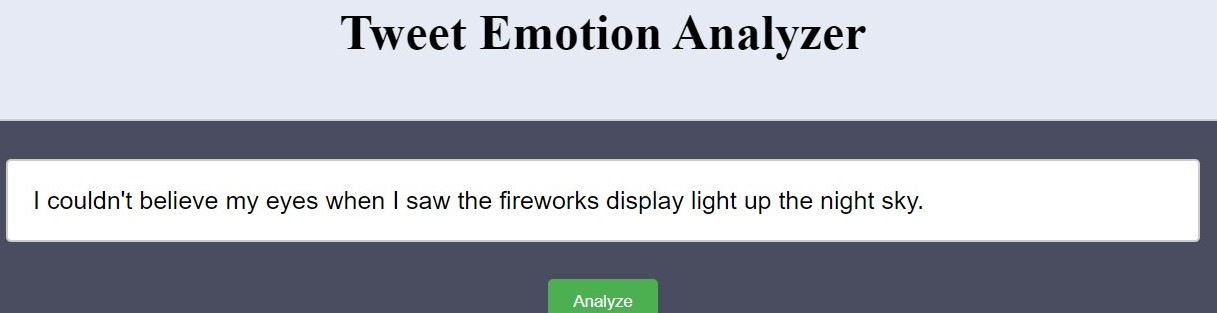 Tweet Emotion Analyzer
I couldn't believe my eyes when I saw the fireworks display light up the night sky.
Analyze